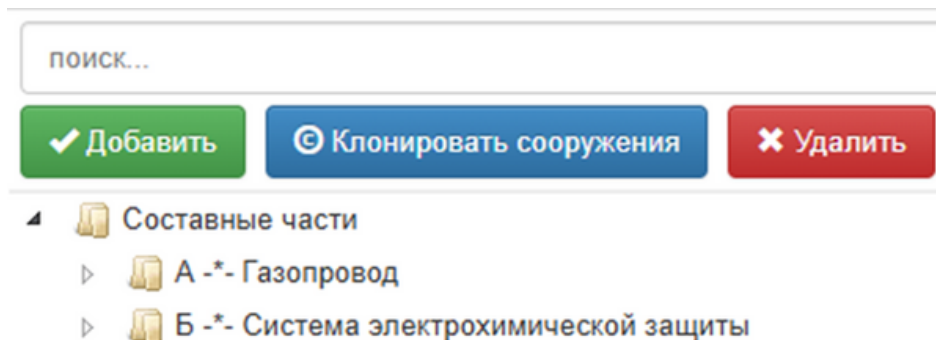 поиск...
Добавить Клонировать сооружения Удалить
Составные части
А -*- Газопровод
Б -*- Система электрохимической защиты